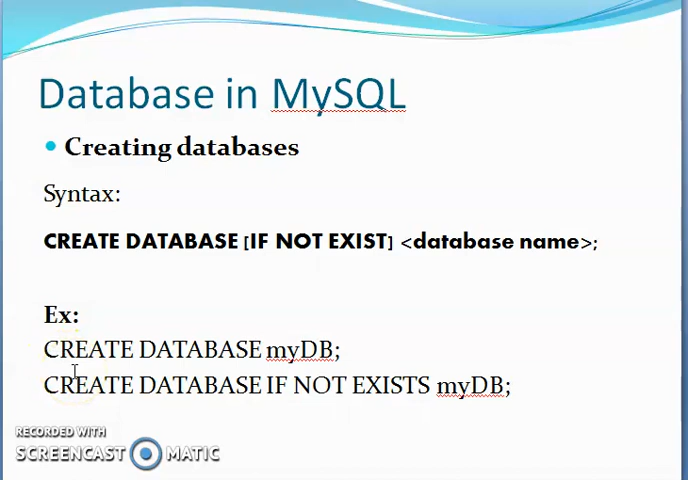 Database in MySQL
Creating databases
Syntax:
CREATE DATABASE [IF NOT EXIST] <database name>;
Ex:
CREATE DATABASE myDB;
CREATE DATABASE IF NOT EXISTS myDB;
RECORDED WITH
SCREENCAST MATIC